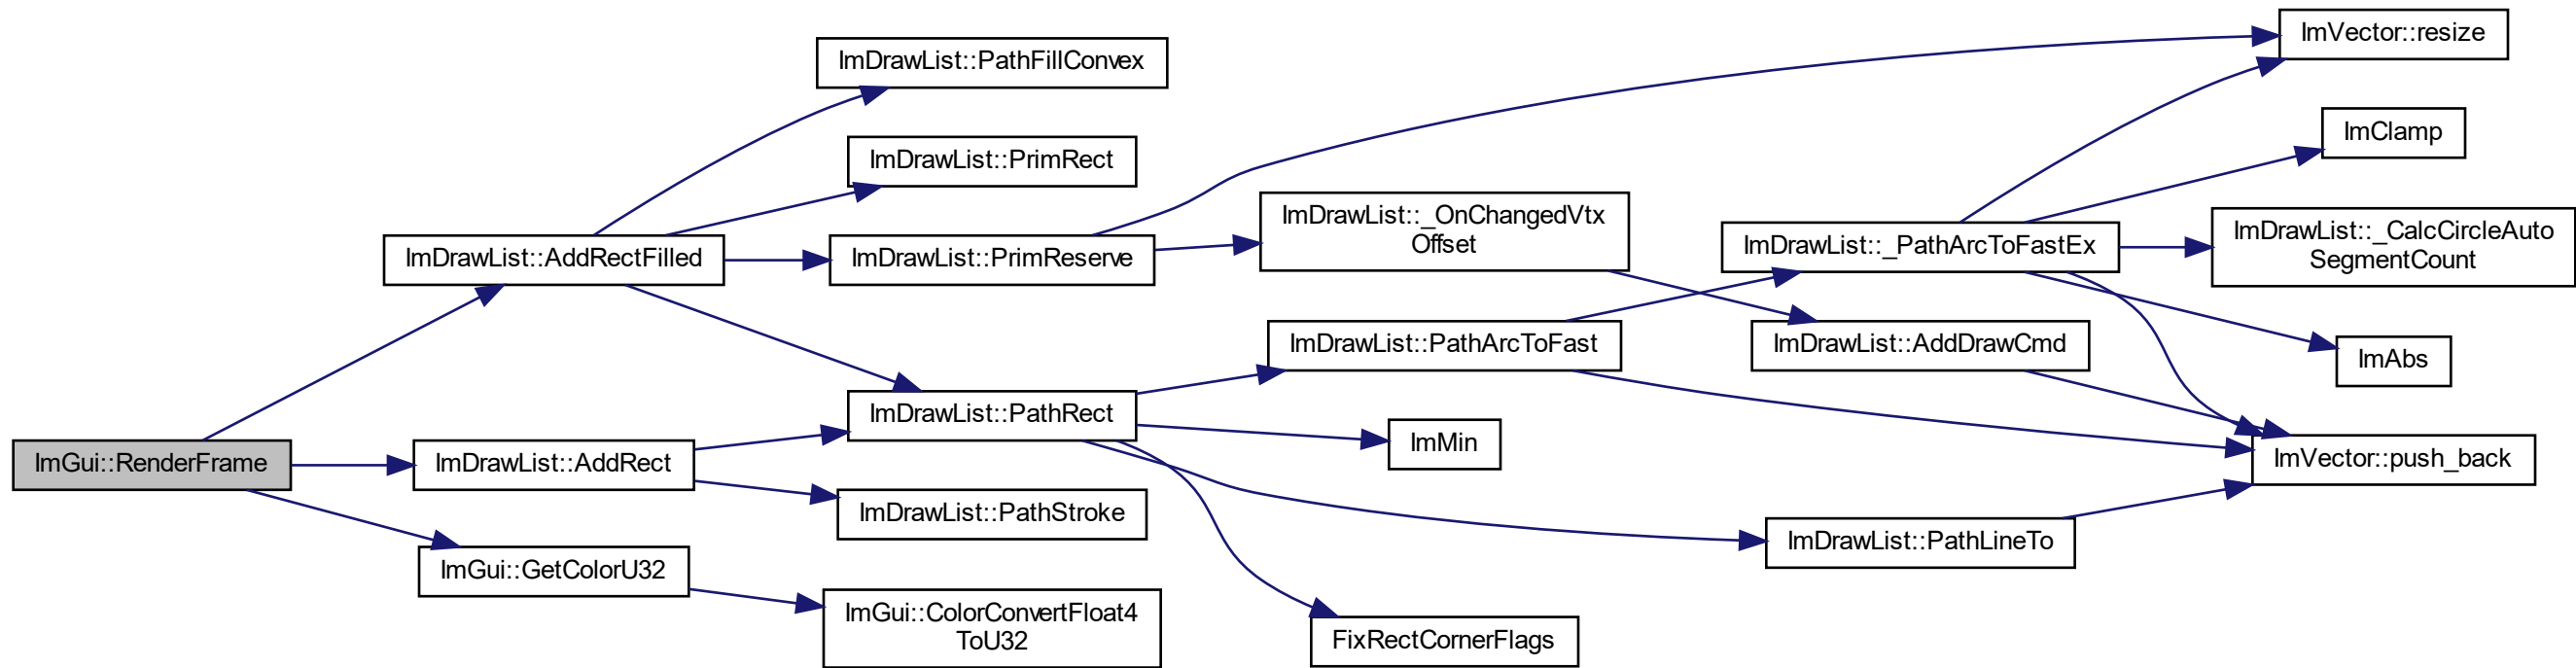 ImGui::RenderFrame
ImDrawList::AddRectFilled
ImDrawList::AddRect
ImGui::GetColorU32
ImDrawList::PathFillConvex
ImDrawList::PrimRect
ImDrawList::PrimReserve
ImDrawList::PathRect
ImDrawList::PathStroke
ImGui::ColorConvertFloat4
ToU32
ImDrawList::_OnChangedVtx
Offset
ImDrawList::PathArcToFast
ImMin
FixRectCornerFlags
ImDrawList::_PathArcToFastEx
ImDrawList::AddDrawCmd
ImDrawList::PathLineTo
ImVector::resize
ImClamp
ImDrawList::_CalcCircleAuto
SegmentCount
ImAbs
ImVector::push_back